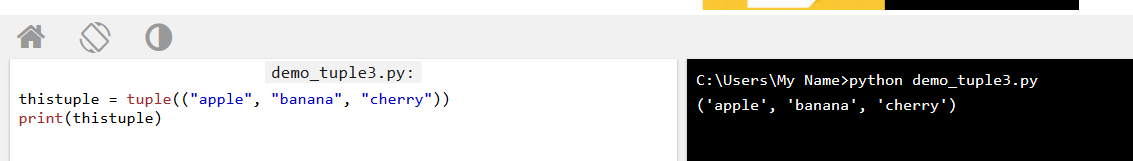 demo_tuple3.py:
thistuple = tuple(("apple", "banana", "cherry"))
print(thistuple)
C:\Users\My Name>python demo_tuple3.py
('apple', 'banana', 'cherry')